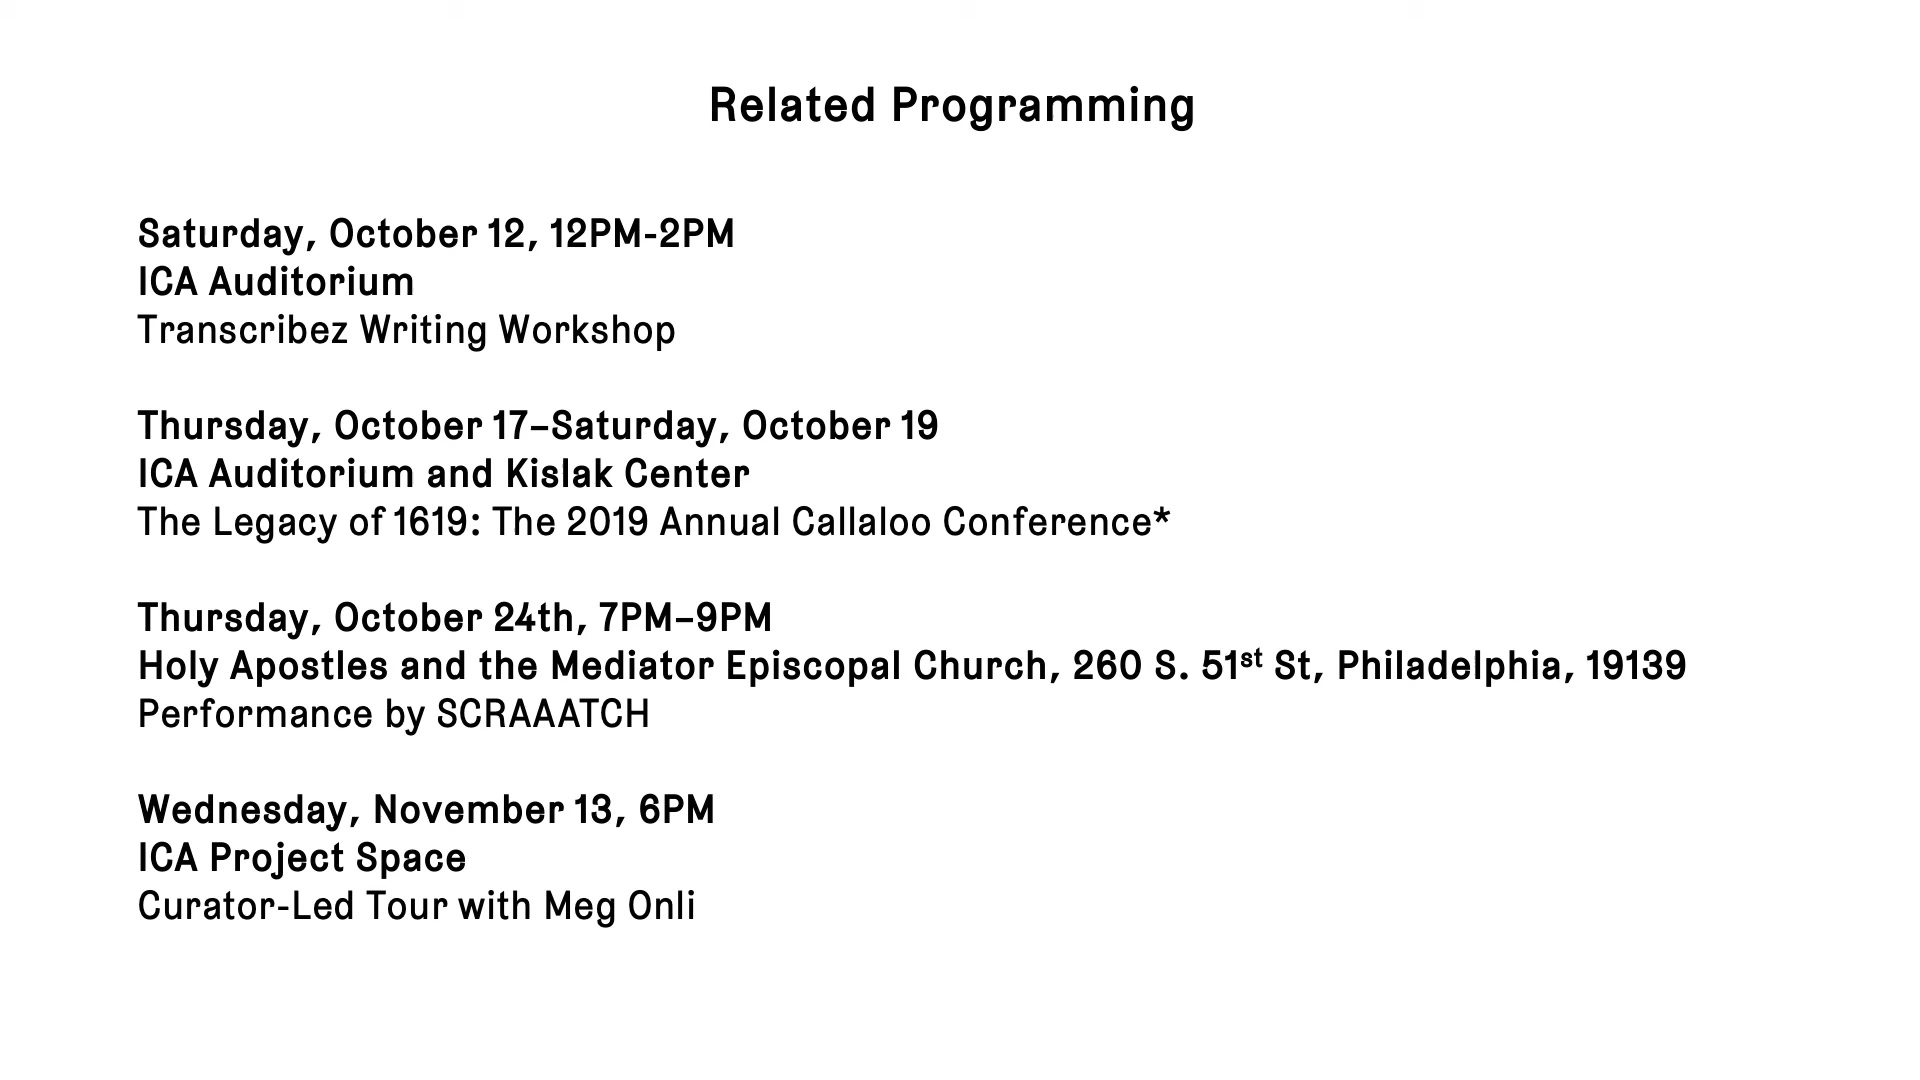 Related Programming
Saturday, October 12, 12PM-2PM
ICA Auditorium
Transcribez Writing Workshop
Thursday, October 17–Saturday, October 19
ICA Auditorium and Kislak Center
The Legacy of 1619: The 2019 Annual Callaloo Conference*
Thursday, October 24th, 7PM–9PM
Holy Apostles and the Mediator Episcopal Church, 260 S. 51st St, Philadelphia, 19139
Performance by SCRAAATCH
Wednesday, November 13, 6PM
ICA Project Space
Curator-Led Tour with Meg Onli